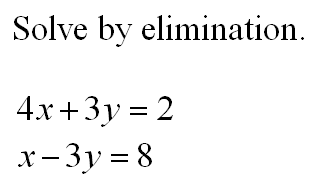 Solve by elimination.
4x+3y = 2
x−3y = 8